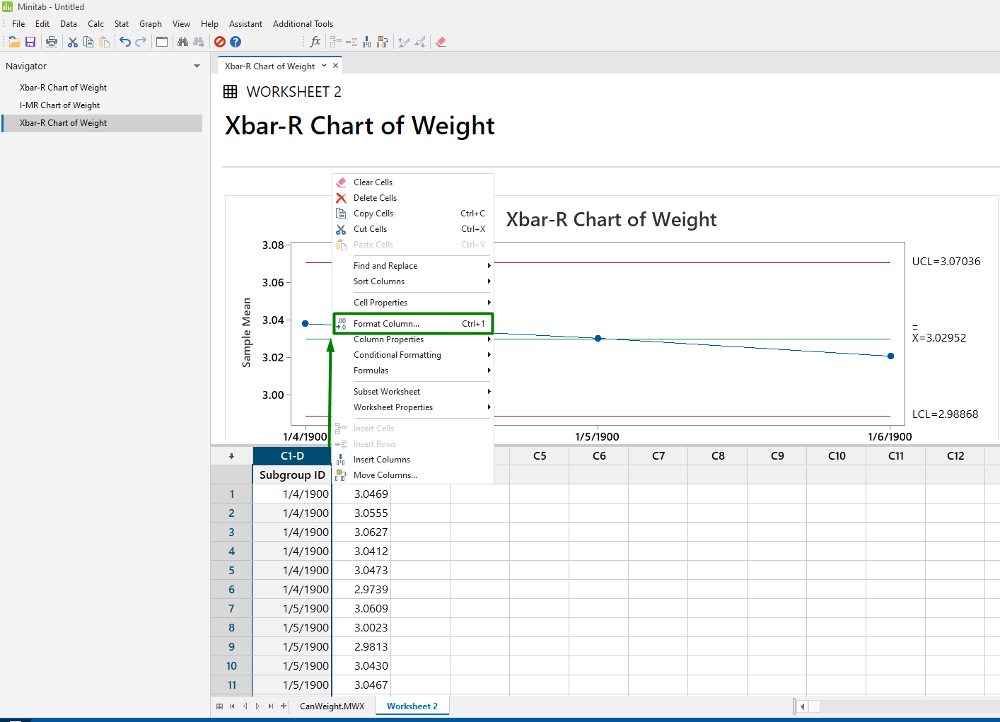 Minitab - Untitled
File Edit Data Calc Stat Graph View Help Assistant Additional Tools
fx
Navigator
Xbar-R Chart of Weight
I-MR Chart of Weight
Xbar-R Chart of Weight
Xbar-R Chart of Weight
WORKSHEET 2
Xbar-R Chart of Weight
Clear Cells
Delete Cells
Copy Cells Ctrl+C
Cut Cells Ctrl+X
Paste Cells Ctrl+V
Find and Replace
Sort Columns
Cell Properties
.00 .0 Format Column... Ctrl+1
Column Properties
Conditional Formatting
Formulas
Subset Worksheet
Worksheet Properties
Insert Cells
Insert Rows
Insert Columns
Move Columns...
Xbar-R Chart of Weight
Sample Mean
3.08
3.06
3.04
3.02
3.00
UCL=3.07036
X=3.02952
LCL=2.98868
1/4/1900 1/5/1900 1/6/1900
C1-D C5 C6 C7 C8 C9 C10 C11 C12
Subgroup ID
1 1/4/1900 3.0469
2 1/4/1900 3.0555
3 1/4/1900 3.0627
4 1/4/1900 3.0412
5 1/4/1900 3.0473
6 1/4/1900 2.9739
7 1/5/1900 3.0609
8 1/5/1900 3.0023
9 1/5/1900 2.9813
10 1/5/1900 3.0430
11 1/5/1900 3.0467
CanWeight.MWX Worksheet 2